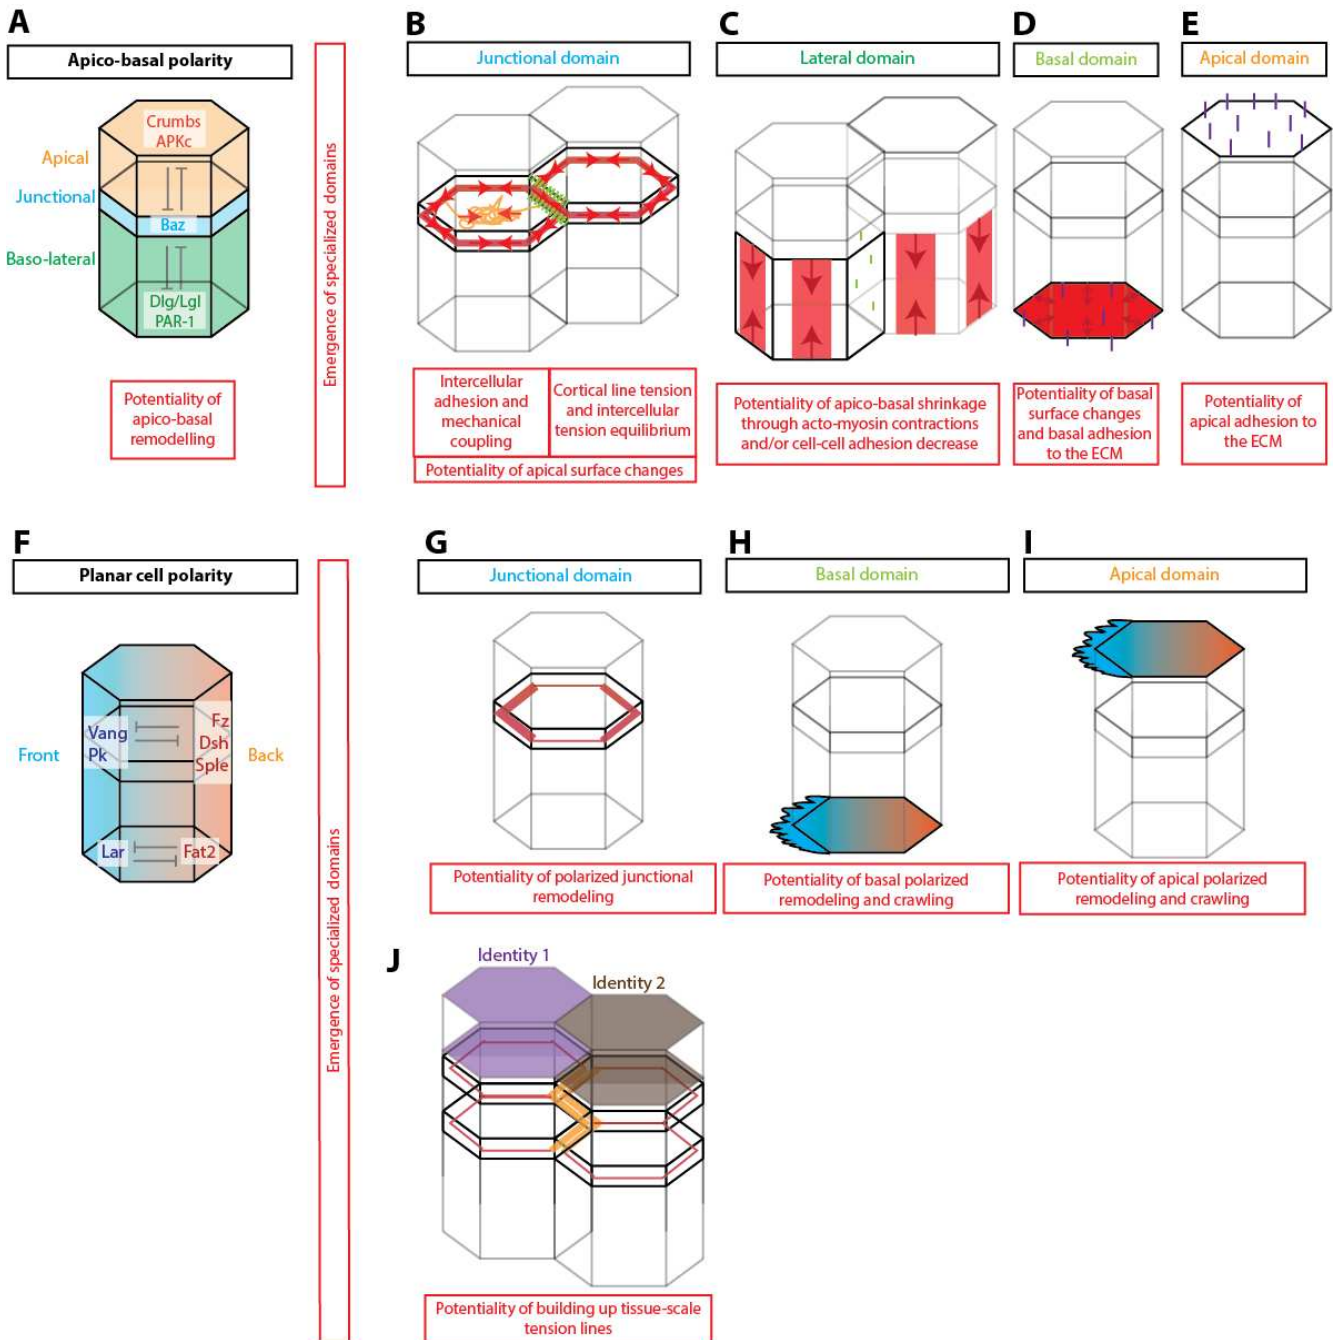 A
Apico-basal polarity
Crumbs
APKc
Apical
Junctional
Baz
Baso-lateral
Dlg/Lgl
PAR-1
Potentiality of
apico-basal
remodelling
Emergence of specialized domains
B
Junctional domain
Intercellular
adhesion and
mechanical
coupling
Cortical line tension
and intercellular
tension equilibrium
Potentiality of apical surface changes
C
Lateral domain
Potentiality of apico-basal shrinkage
through acto-myosin contractions
and/or cell-cell adhesion decrease
D
Basal domain
Potentiality of basal
surface changes
and basal adhesion
to the ECM
E
Apical domain
Potentiality of
apical adhesion to
the ECM
F
Planar cell polarity
Front
Vang
Pk
Fz
Dsh
Sple
Back
Lar
Fat2
Emergence of specialized domains
G
Junctional domain
Potentiality of polarized junctional
remodeling
H
Basal domain
Potentiality of basal polarized
remodeling and crawling
I
Apical domain
Potentiality of apical polarized
remodeling and crawling
J
Identity 1
Identity 2
Potentiality of building up tissue-scale
tension lines